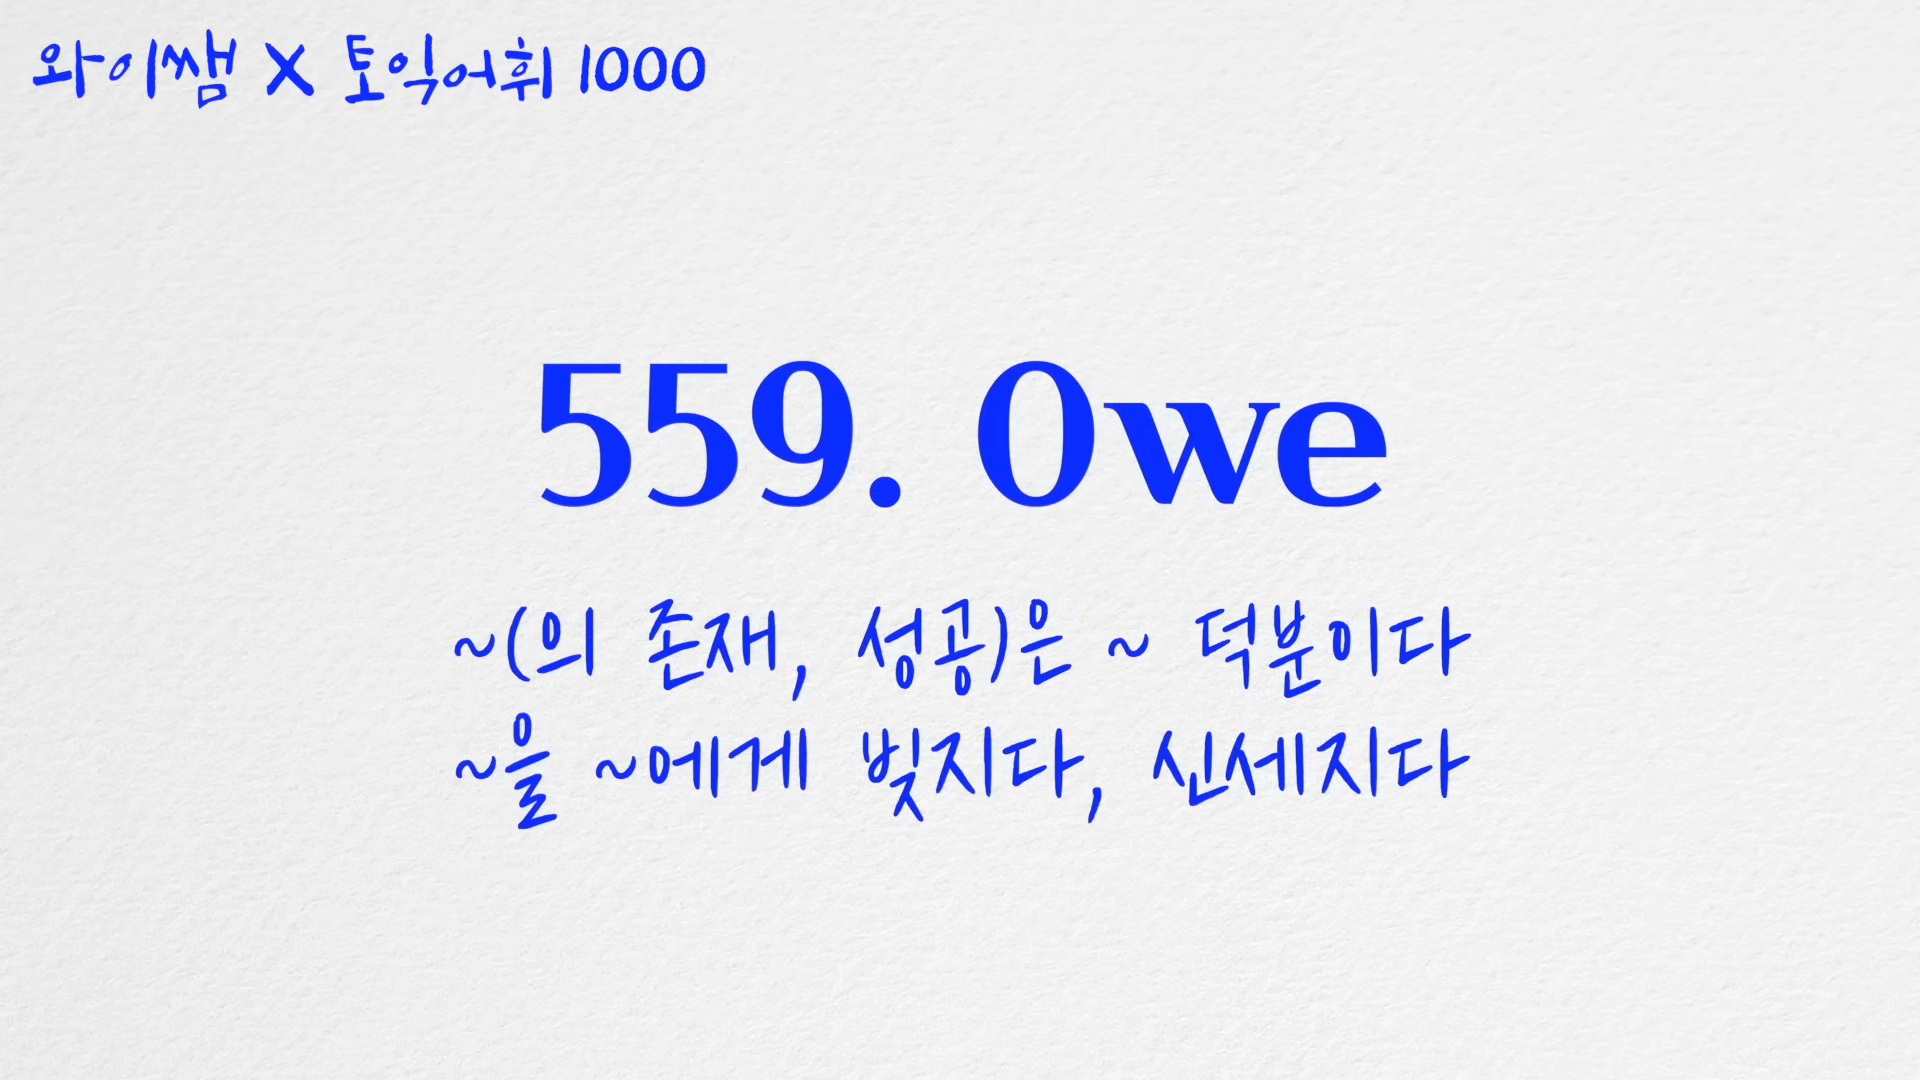 와이쌤 X 토익어휘 1000
559. Owe
~(의 존재, 성공)은 ~ 덕분이다
~을 ~에게 빚지다, 신세지다